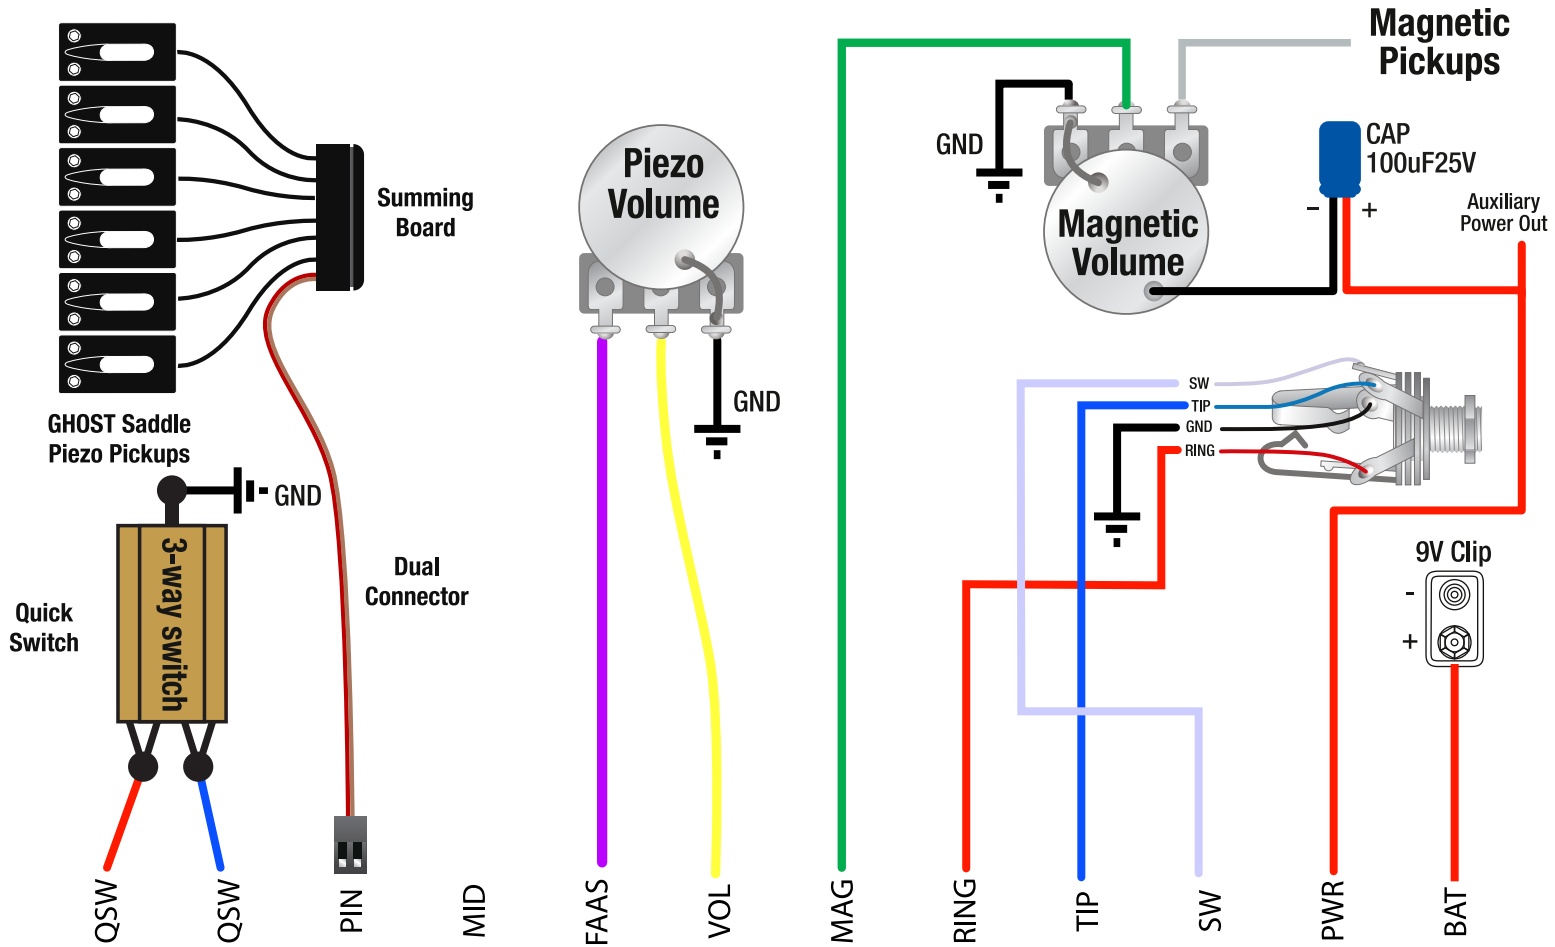 Magnetic
Pickups
GND
CAP
100uF25V
-
+
Auxiliary
Power Out
Piezo
Volume
Magnetic
Volume
Summing
Board
GND
SW
TIP
GND
RING
GHOST Saddle
Piezo Pickups
GND
3-way switch
Quick
Switch
Dual
Connector
9V Clip
-
+
QSW
QSW
PIN
MID
FAAS
VOL
MAG
RING
TIP
SW
PWR
BAT